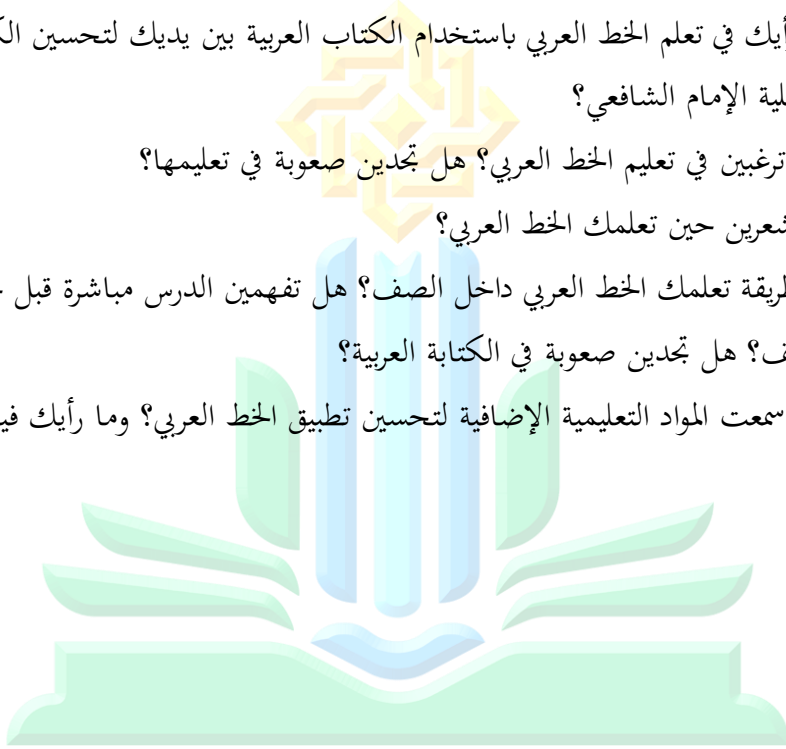 أيك في تعلم الخط العربي باستخدام الكتاب العربية بين يديك لتحسين
لية الإمام الشافعي؟
ترغبين في تعليم الخط العربي؟ هل تجدين صعوبة في تعليمها؟
شعرين حين تعلمك الخط العربي؟
طريقة تعلمك الخط العربي داخل الصف؟ هل تفهمين الدرس مباشرة قبل
ف؟ هل تجدين صعوبة في الكتابة العربية؟
سمعت المواد التعليمية الإضافية لتحسين تطبيق الخط العربي؟ وما رأيك